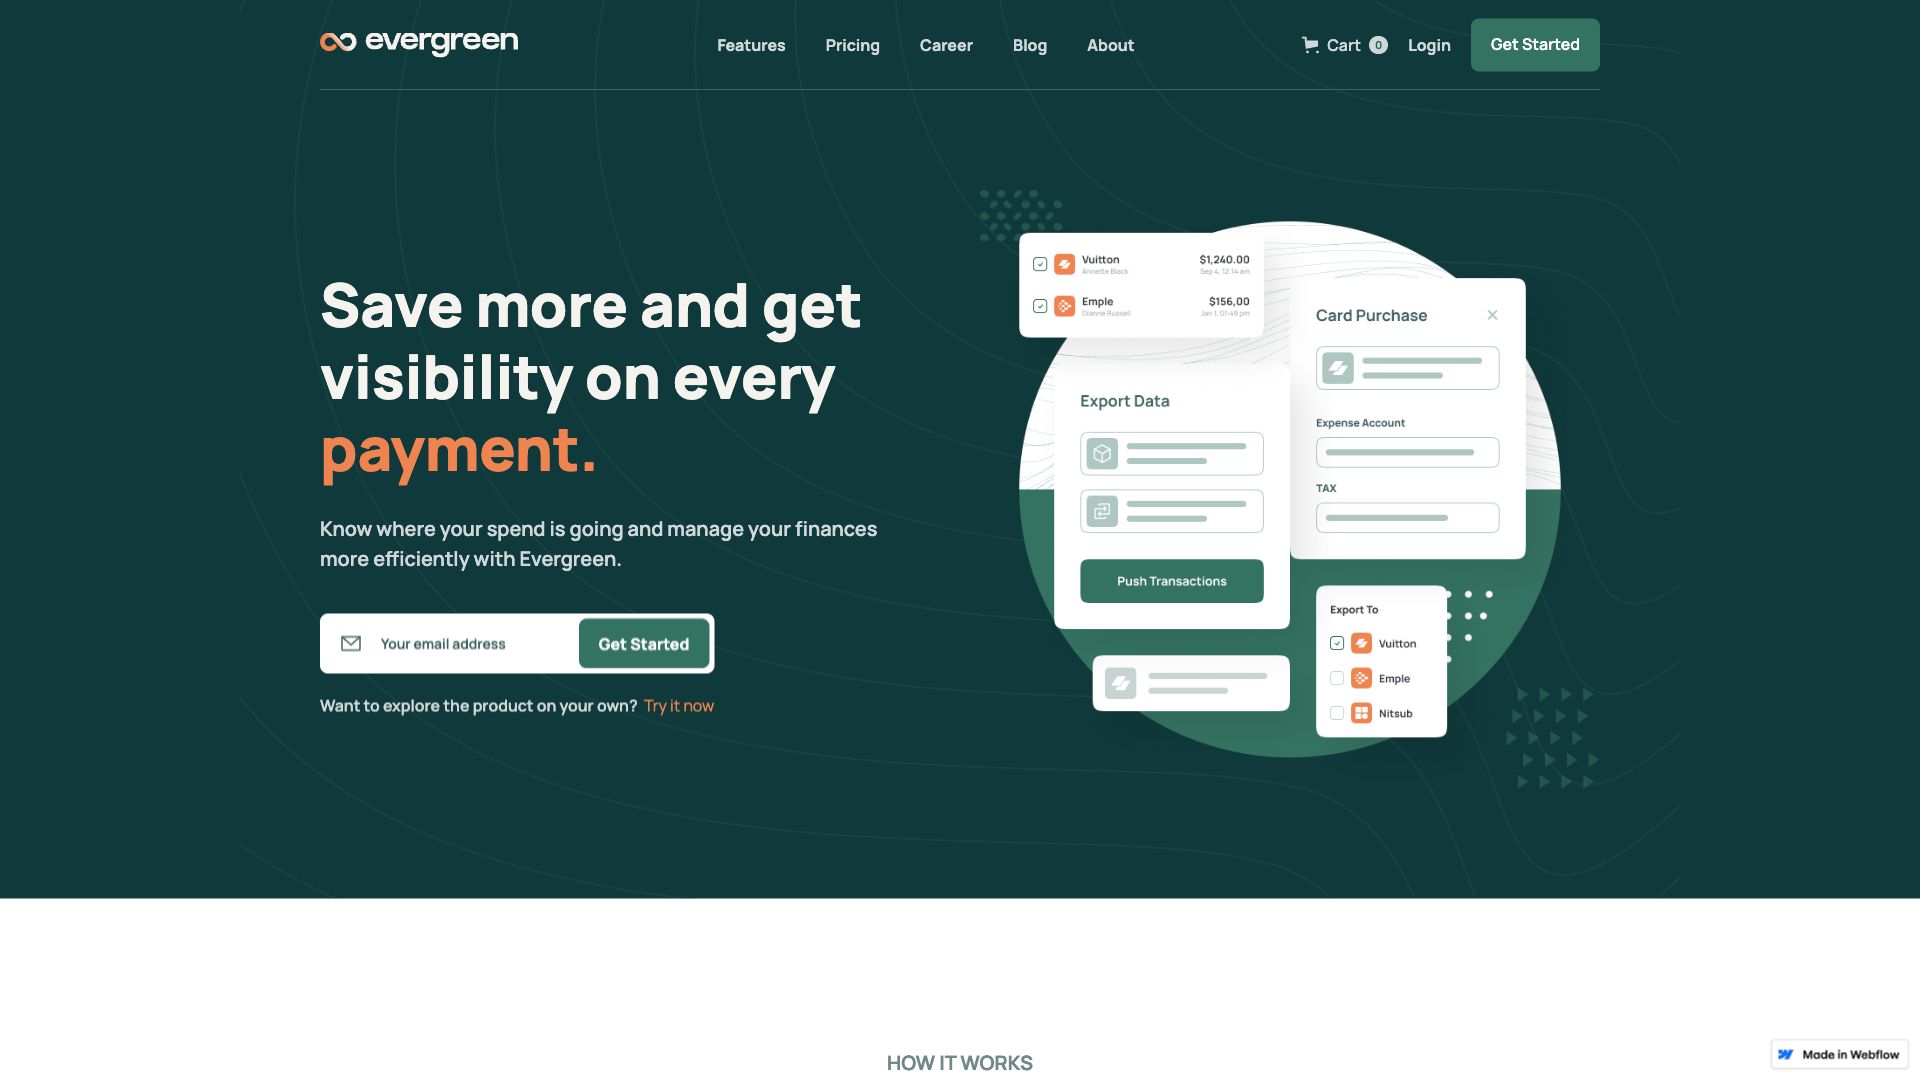 evergreen
Features
Pricing
Career
Blog
About
Cart 0
Login
Get Started
Save more and get
visibility on every
payment.
Know where your spend is going and manage your finances
more efficiently with Evergreen.
Your email address
Get Started
Want to explore the product on your own? Try it now
Vuitton $1,240.00
Annette Black Sep 4, 12:14 am
Emple $156,00
Dianne Russell Jan 1, 01:49 pm
Card Purchase
Expense Account
TAX
Export Data
Push Transactions
Export To
Vuitton
Emple
Nitsub
HOW IT WORKS
Made in Webflow